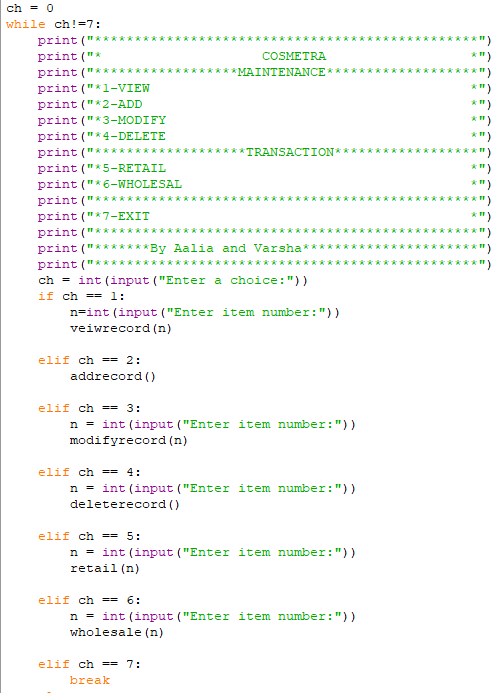 ch = 0
while ch!=7:
    print("************************************************")
    print("*                    COSMETRA                  *")
    print("******************MAINTENANCE*******************")
    print("*1-VIEW                                        *")
    print("*2-ADD                                         *")
    print("*3-MODIFY                                      *")
    print("*4-DELETE                                      *")
    print("*******************TRANSACTION******************")
    print("*5-RETAIL                                      *")
    print("*6-WHOLESAL                                    *")
    print("************************************************")
    print("*7-EXIT                                        *")
    print("************************************************")
    print("*******By Aalia and Varsha**********************")
    print("************************************************")
    ch = int(input("Enter a choice:"))
    if ch == 1:
        n=int(input("Enter item number:"))
        veiwrecord(n)
    elif ch == 2:
        addrecord()
    elif ch == 3:
        n = int(input("Enter item number:"))
        modifyrecord(n)
    elif ch == 4:
        n = int(input("Enter item number:"))
        deleterecord()
    elif ch == 5:
        n = int(input("Enter item number:"))
        retail(n)
    elif ch == 6:
        n = int(input("Enter item number:"))
        wholesale(n)
    elif ch == 7:
        break